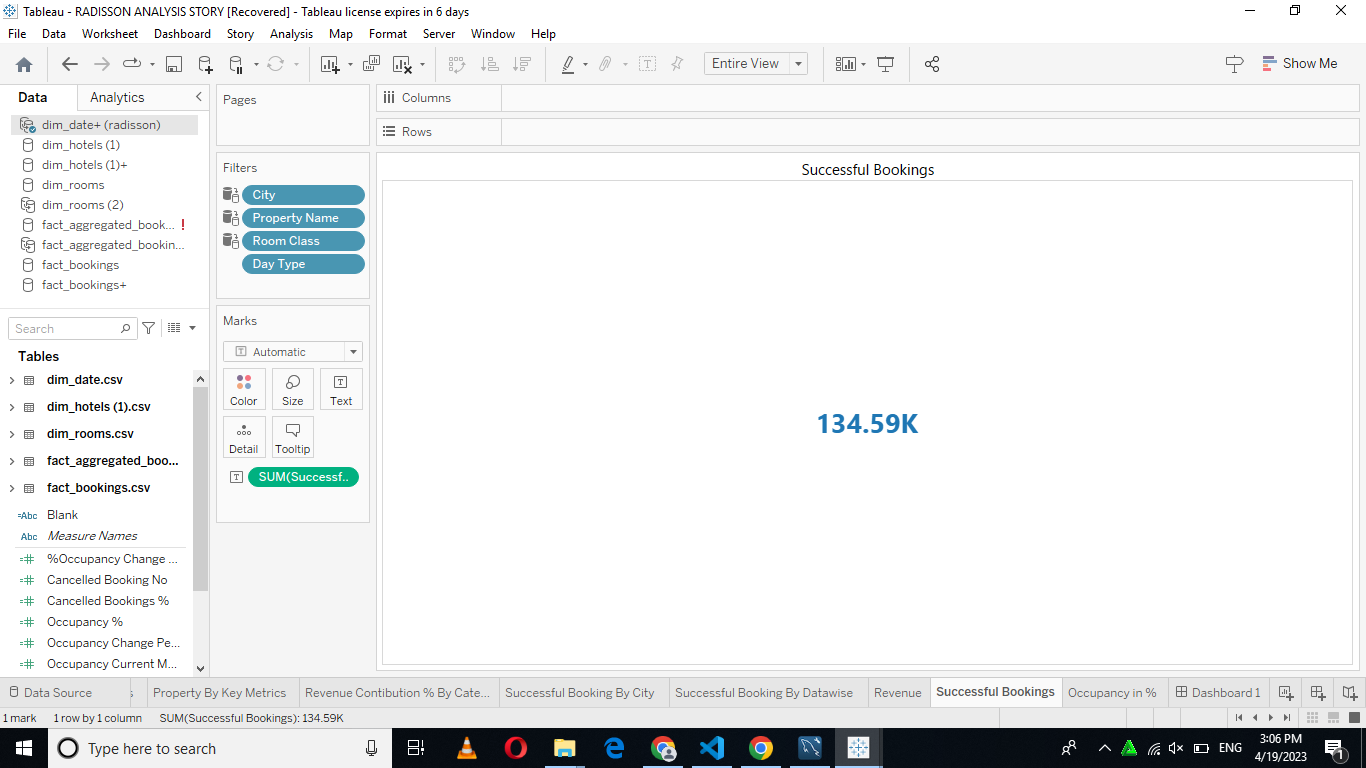 Tableau - RADISSON ANALYSIS STORY [Recovered] - Tableau license expires in 6 days
File Data Worksheet Dashboard Story Analysis Map Format Server Window Help
Entire View
Show Me
Data Analytics
dim_date+ (radisson)
dim_hotels (1)
dim_hotels (1)+
dim_rooms
dim_rooms (2)
fact_aggregated_book... !
fact_aggregated_bookin...
fact_bookings
fact_bookings+
Search
Tables
dim_date.csv
dim_hotels (1).csv
dim_rooms.csv
fact_aggregated_boo...
fact_bookings.csv
=Abc Blank
Abc Measure Names
=# %Occupancy Change ...
=# Cancelled Booking No
=# Cancelled Bookings %
=# Occupancy %
=# Occupancy Change Pe...
=# Occupancy Current M...
Pages
Filters
City
Property Name
Room Class
Day Type
Marks
T Automatic
Color Size Text
Detail Tooltip
T SUM(Successf..
Columns
Rows
Successful Bookings
134.59K
Data Source s Property By Key Metrics Revenue Contibution % By Cate... Successful Booking By City Successful Booking By Datawise Revenue Successful Bookings Occupancy in % Dashboard 1
1 mark 1 row by 1 column SUM(Successful Bookings): 134.59K
Type here to search
ENG
3:06 PM
4/19/2023
1